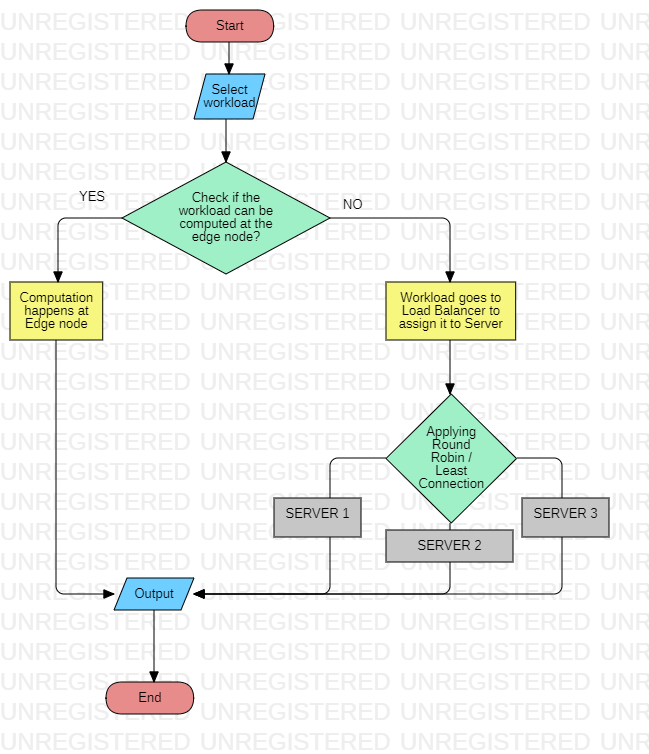 Start
Select
workload
Check if the
workload can be
computed at the
edge node?
YES
NO
Computation
happens at
Edge node
Workload goes to
Load Balancer to
assign it to Server
Applying
Round
Robin /
Least
Connection
SERVER 1
SERVER 2
SERVER 3
Output
End
UNREGISTERED